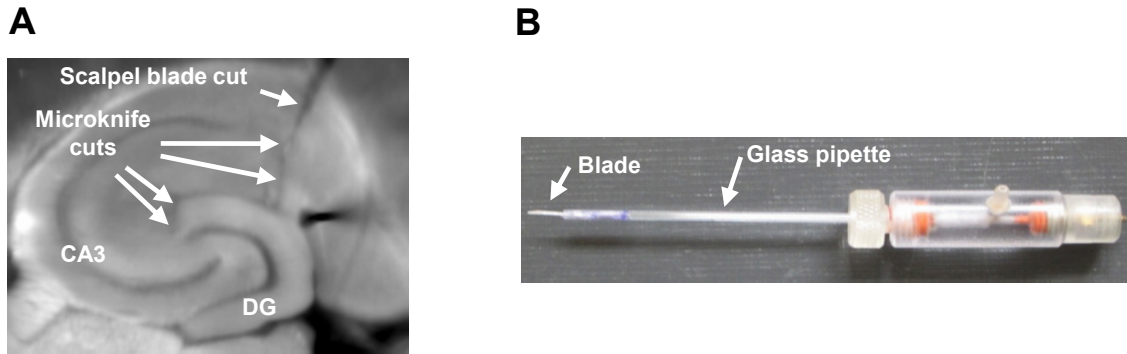 A
Scalpel blade cut
Microknife
cuts
CA3
DG
B
Blade
Glass pipette